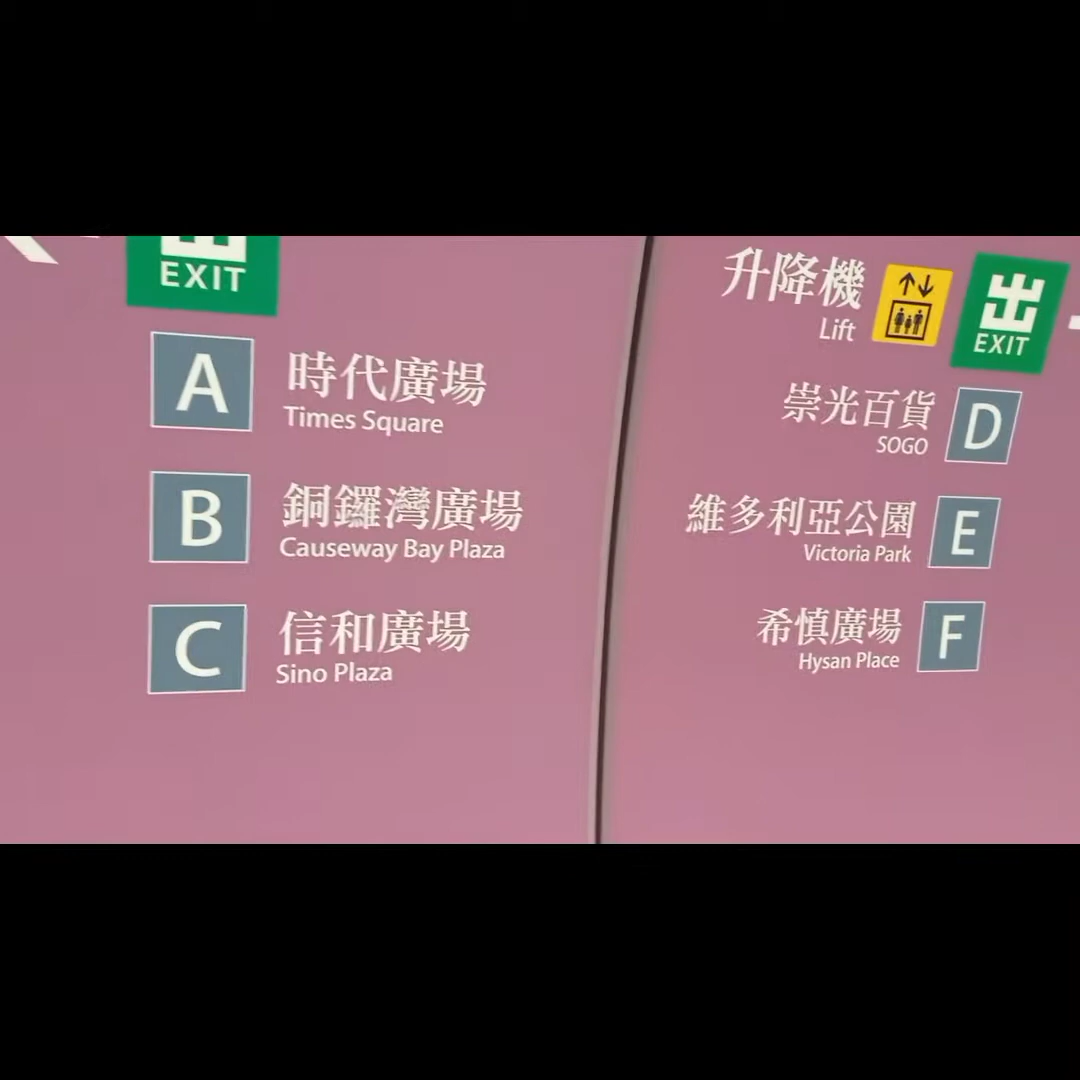 出
EXIT
A
時代廣場
Times Square
B
銅鑼灣廣場
Causeway Bay Plaza
C
信和廣場
Sino Plaza
升降機
Lift
出
EXIT
崇光百貨
SOGO
D
維多利亞公園
Victoria Park
E
希慎廣場
Hysan Place
F